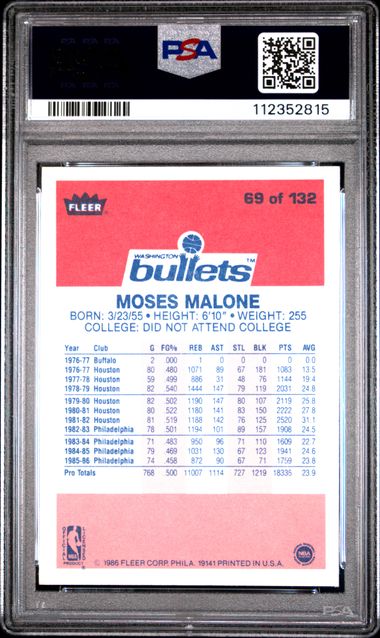 PSA
112352815
FLEER
69 of 132
WASHINGTON
bullets™
MOSES MALONE
BORN: 3/23/55 • HEIGHT: 6'10" • WEIGHT: 255
COLLEGE: DID NOT ATTEND COLLEGE
Year Club G FG% REB AST STL BLK PTS AVG
1976-77 Buffalo 2 000 1 0 0 0 0 0.0
1976-77 Houston 80 480 1071 89 67 181 1083 13.5
1977-78 Houston 59 499 886 31 48 76 1144 19.4
1978-79 Houston 82 540 1444 147 79 119 2031 24.8
1979-80 Houston 82 502 1190 147 80 107 2119 25.8
1980-81 Houston 80 522 1180 141 83 150 2222 27.8
1981-82 Houston 81 519 1188 142 76 125 2520 31.1
1982-83 Philadelphia 78 501 1194 101 89 157 1908 24.5
1983-84 Philadelphia 71 483 950 96 71 110 1609 22.7
1984-85 Philadelphia 79 469 1031 130 67 123 1941 24.6
1985-86 Philadelphia 74 458 872 90 67 71 1759 23.8
Pro Totals 768 500 11007 1114 727 1219 18336 23.9
NBA
PRODUCT
© 1986 FLEER CORP. PHILA. 19141 PRINTED IN U.S.A.
NBA
PSA